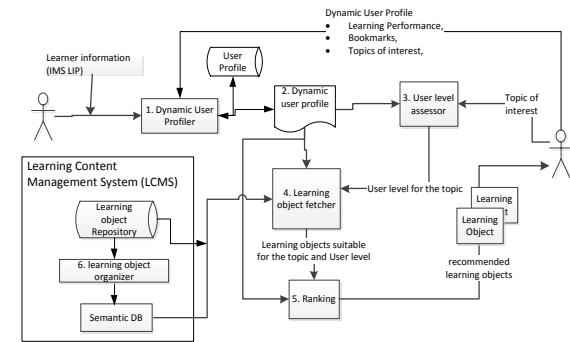 Dynamic User Profile
• Learning Performance,
• Bookmarks,
• Topics of interest,
Learner information
(IMS LIP)
User
Profile
1. Dynamic User
Profiler
2. Dynamic
user profile
3. User level
assessor
Topic of
interest
Learning Content
Management System (LCMS)
Learning
object
Repository
6. learning object
organizer
Semantic DB
4. Learning
object fetcher
User level for the topic
Learning objects suitable
for the topic and User level
5. Ranking
Learning
t
Learning
Object
recommended
learning objects